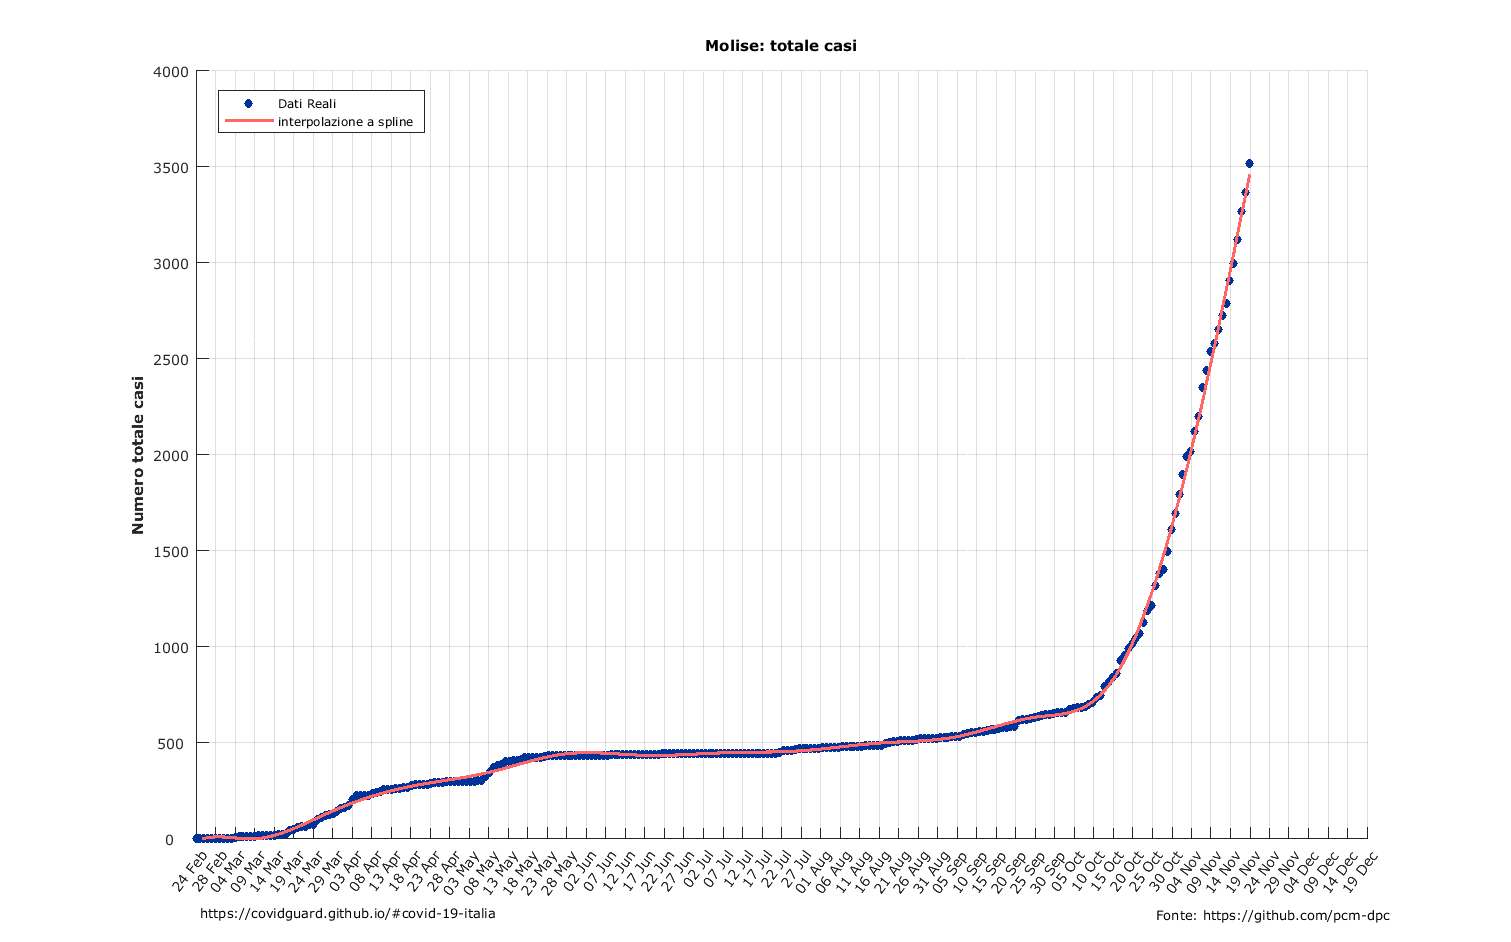 Molise: totale casi
4000
3500
3000
2500
2000
1500
1000
500
0
Numero totale casi
Dati Reali
interpolazione a spline
24 Feb
28 Feb
04 Mar
09 Mar
14 Mar
19 Mar
24 Mar
29 Mar
03 Apr
08 Apr
13 Apr
18 Apr
23 Apr
28 Apr
03 May
08 May
13 May
18 May
23 May
28 May
02 Jun
07 Jun
12 Jun
17 Jun
22 Jun
27 Jun
02 Jul
07 Jul
12 Jul
17 Jul
22 Jul
27 Jul
01 Aug
06 Aug
11 Aug
16 Aug
21 Aug
26 Aug
31 Aug
05 Sep
10 Sep
15 Sep
20 Sep
25 Sep
30 Sep
05 Oct
10 Oct
15 Oct
20 Oct
25 Oct
30 Oct
04 Nov
09 Nov
14 Nov
19 Nov
24 Nov
29 Nov
04 Dec
09 Dec
14 Dec
19 Dec
https://covidguard.github.io/#covid-19-italia
Fonte: https://github.com/pcm-dpc